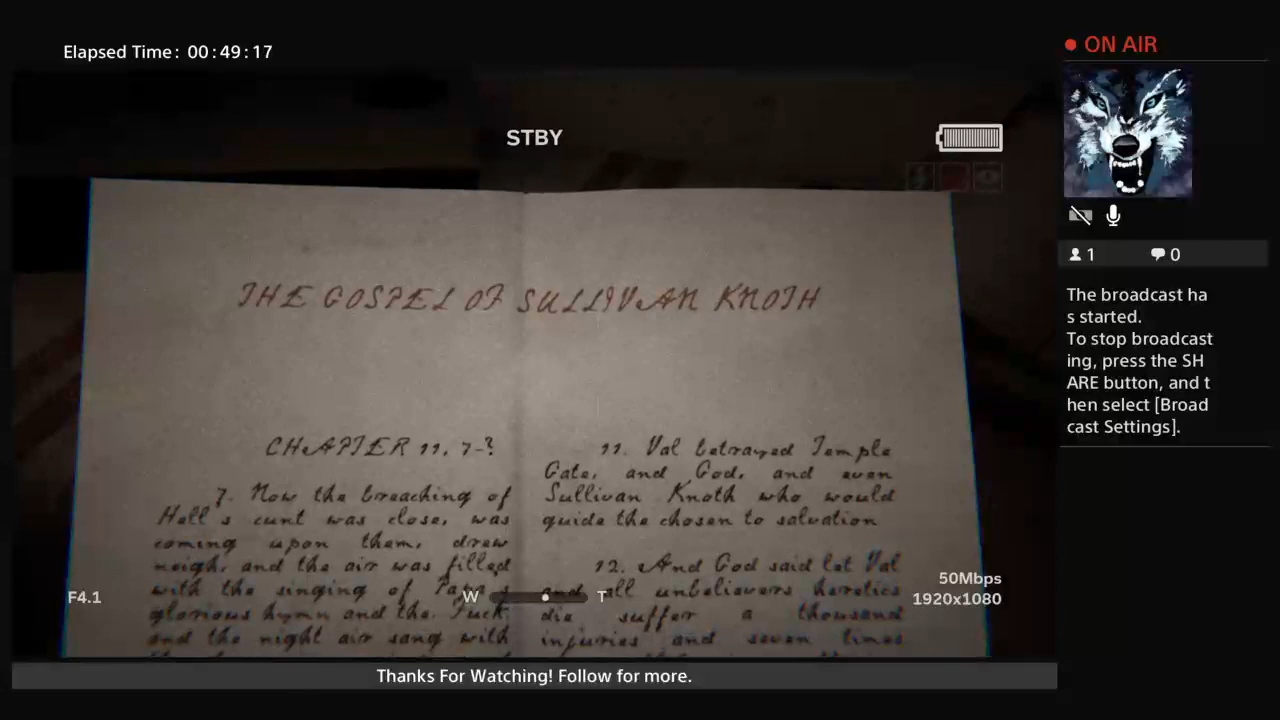 Elapsed Time: 00:49:17
STBY
ON AIR
1
0
The broadcast ha
s started.
To stop broadcast
ing, press the SH
ARE button, and t
hen select [Broad
cast Settings].
THE GOSPEL OF SULLIVAN KNOTH
CHAPTER 11. 7-?
7. Now the breaching of
Hell's cunt was close, was
coming upon them, drew
neigh, and the air was filled
with the singing of Papa's
glorious hymn and the. Fuck.
and the night air sang with
11. Val betrayed Temple
Gate, and God, and even
Sullivan Knoth who would
guide the chosen to salvation
12. And God said let Val
and all unbelievers heretics
die suffer a thousand
injuries and seven times
F4.1
W
T
50Mbps
1920x1080
Thanks For Watching! Follow for more.